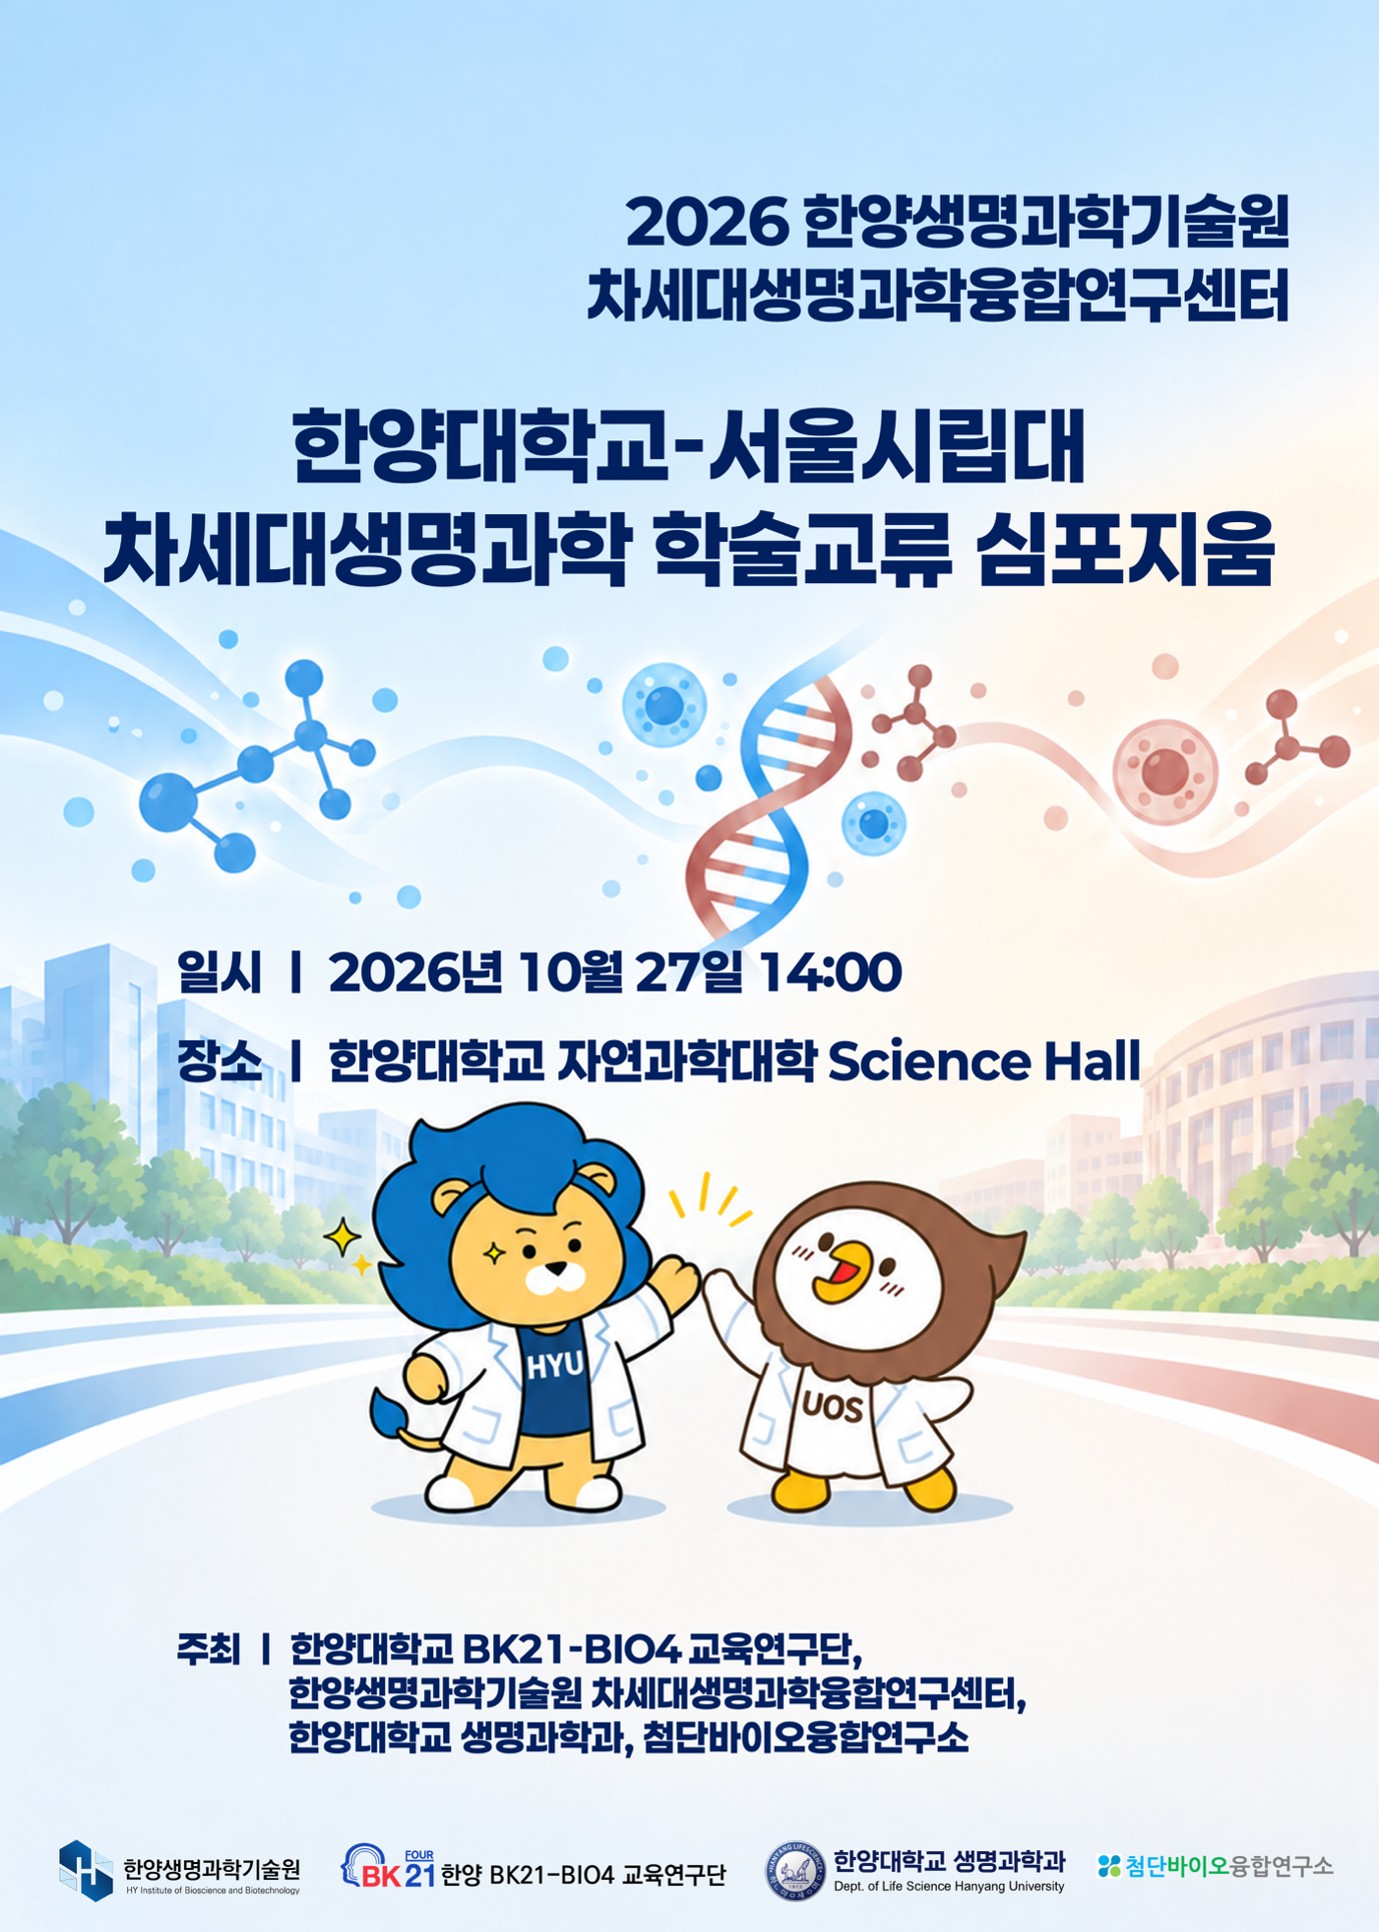 2026 한양생명과학기술원
차세대생명과학융합연구센터
한양대학교-서울시립대
차세대생명과학 학술교류 심포지움
일시 | 2026년 10월 27일 14:00
장소 | 한양대학교 자연과학대학 Science Hall
HYU
UOS
주최 | 한양대학교 BK21-BIO4 교육연구단,
한양생명과학기술원 차세대생명과학융합연구센터,
한양대학교 생명과학과, 첨단바이오융합연구소
H
한양생명과학기술원
HY Institute of Bioscience and Biotechnology
FOUR
BK 21 한양 BK21-BIO4 교육연구단
한양대학교 생명과학과
Dept. of Life Science Hanyang University
첨단바이오융합연구소